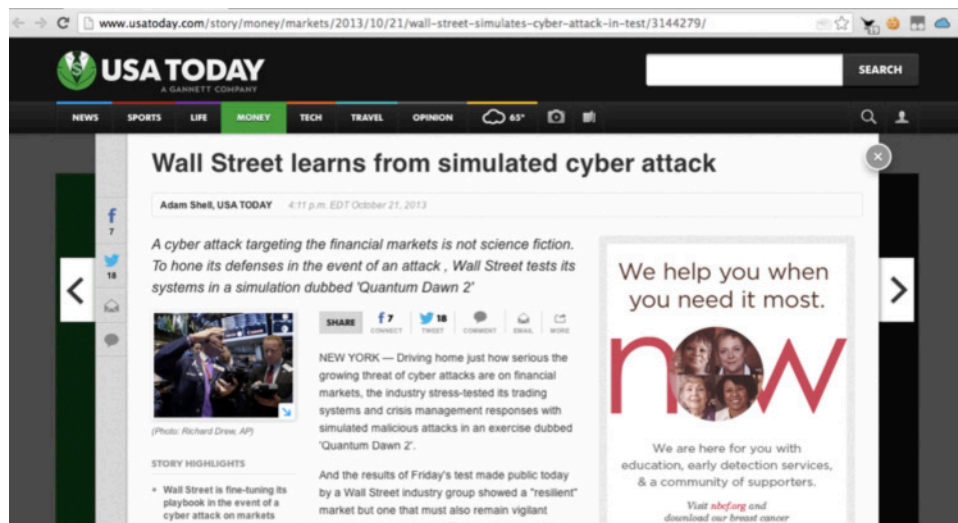 www.usatoday.com/story/money/markets/2013/10/21/wall-street-simulates-cyber-attack-in-test/3144279/
USA TODAY
A GANNETT COMPANY
SEARCH
NEWS SPORTS LIFE MONEY TECH TRAVEL OPINION 65°
Wall Street learns from simulated cyber attack
Adam Shell, USA TODAY 4:11 p.m. EDT October 21, 2013
f
7
18
A cyber attack targeting the financial markets is not science fiction.
To hone its defenses in the event of an attack , Wall Street tests its
systems in a simulation dubbed 'Quantum Dawn 2'
(Photo: Richard Drew, AP)
STORY HIGHLIGHTS
• Wall Street is fine-tuning its
playbook in the event of a
cyber attack on markets
SHARE f 7 18
CONNECT TWEET COMMENT EMAIL MORE
NEW YORK — Driving home just how serious the
growing threat of cyber attacks are on financial
markets, the industry stress-tested its trading
systems and crisis management responses with
simulated malicious attacks in an exercise dubbed
'Quantum Dawn 2'.
And the results of Friday's test made public today
by a Wall Street industry group showed a "resilient"
market but one that must also remain vigilant
We help you when
you need it most.
now
We are here for you with
education, early detection services,
& a community of supporters.
Visit nbcf.org and
download our breast cancer